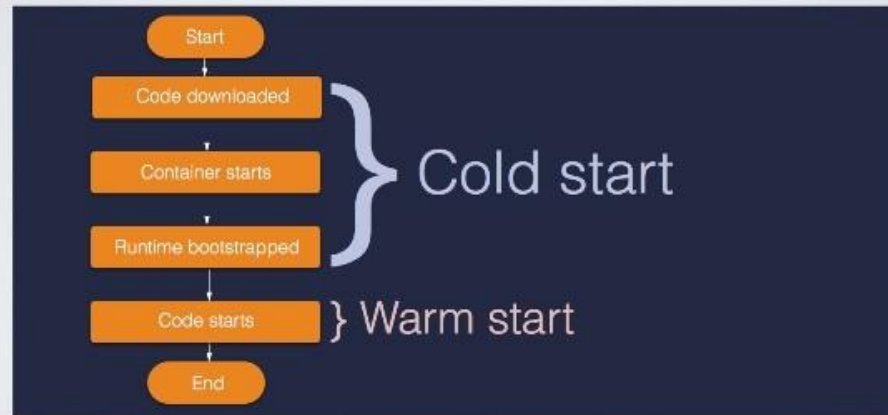 Start
Code downloaded
Container starts
Cold start
Runtime bootstrapped
Code starts
} Warm start
End